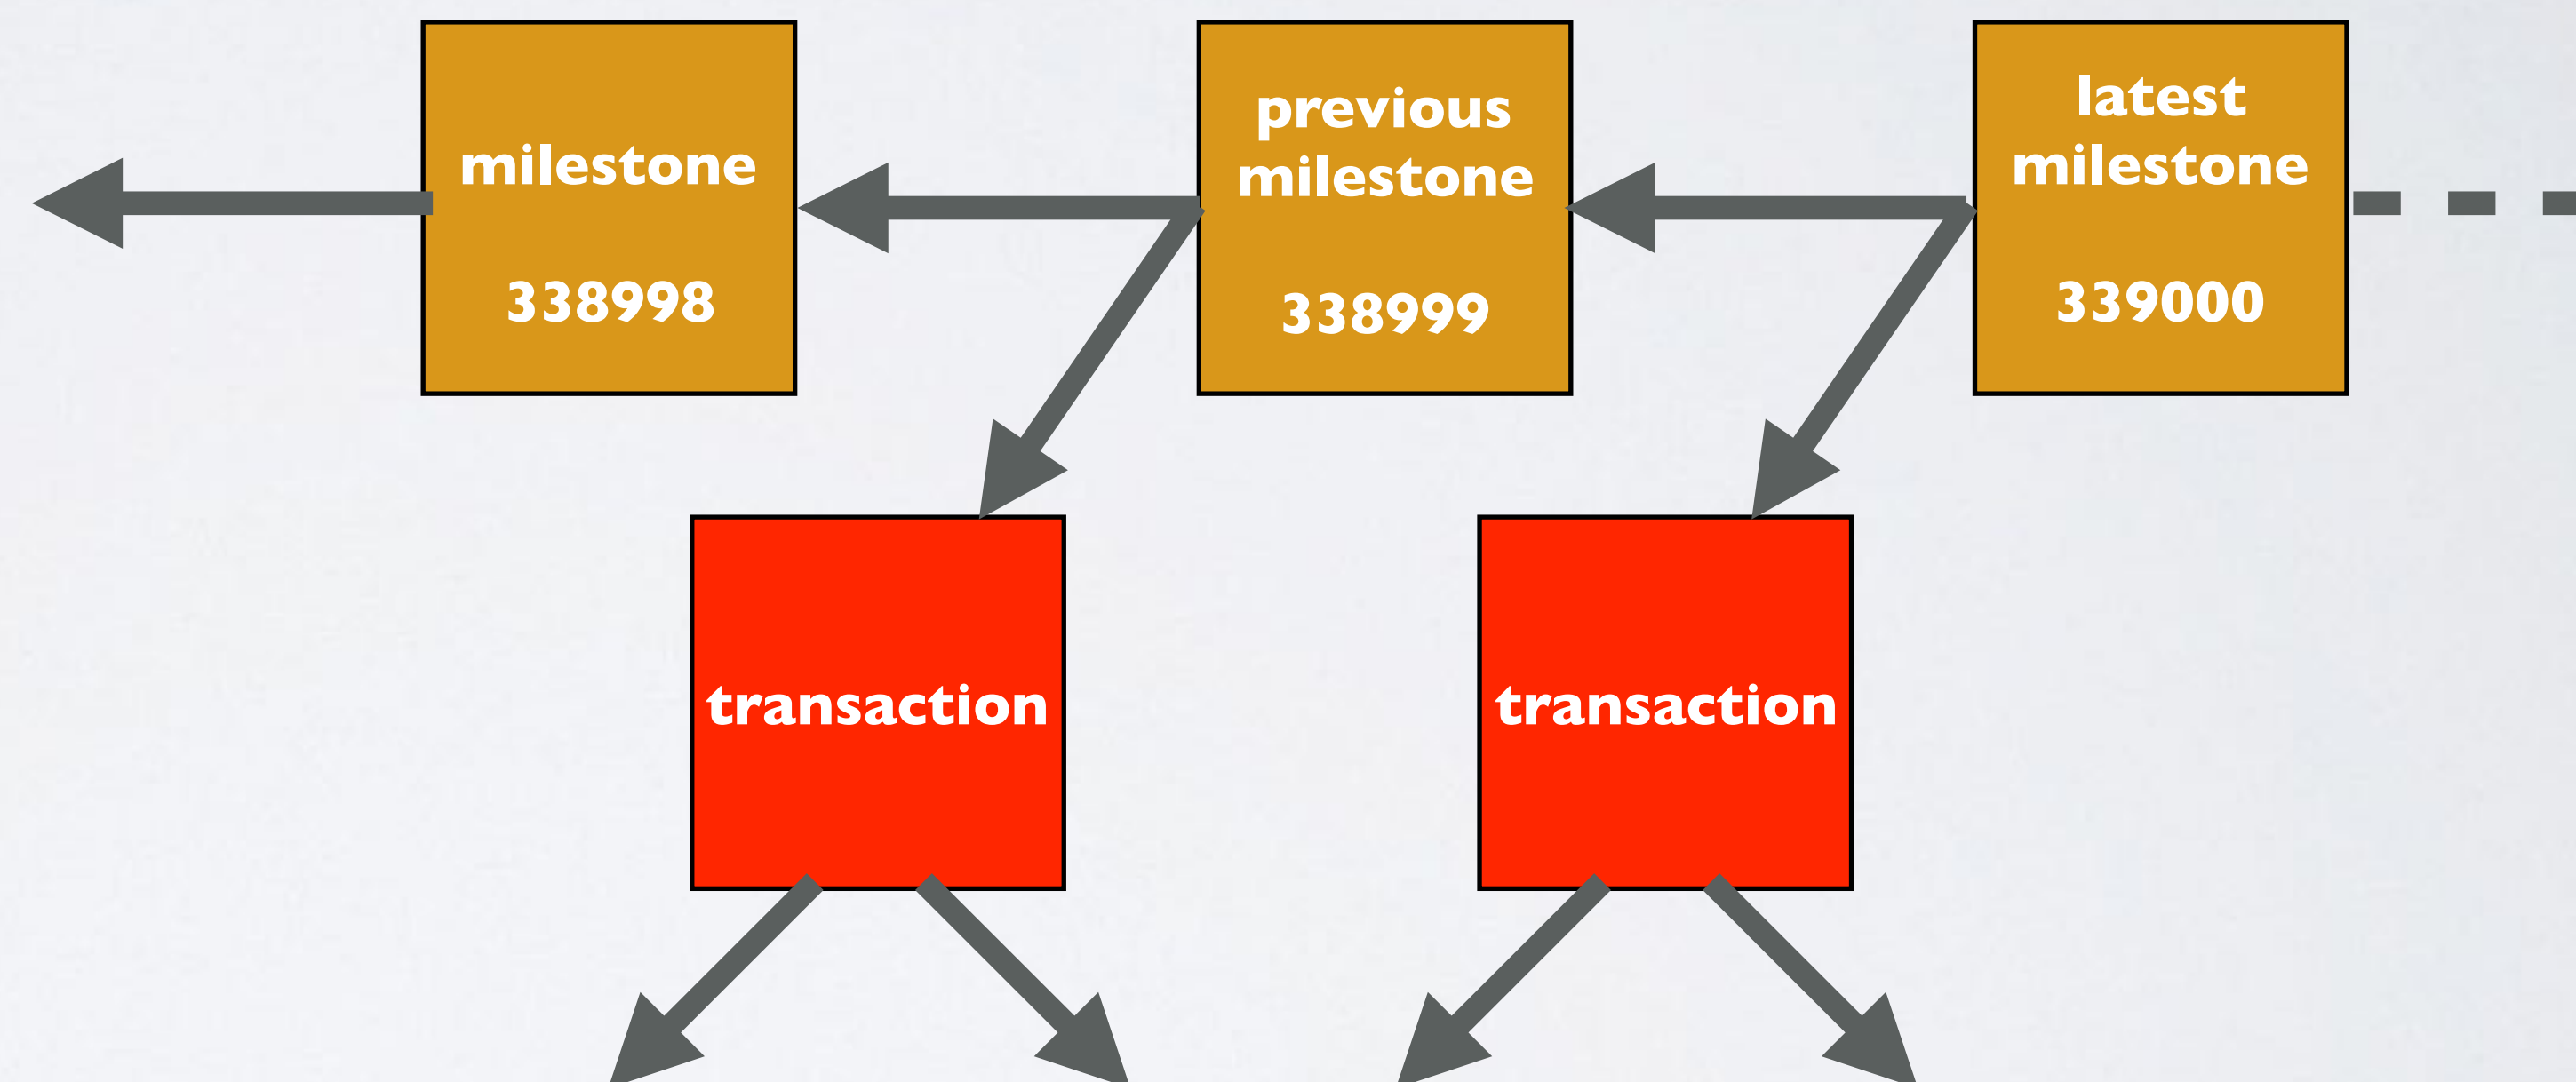 milestone
338998
previous
milestone
338999
latest
milestone
339000
transaction
transaction